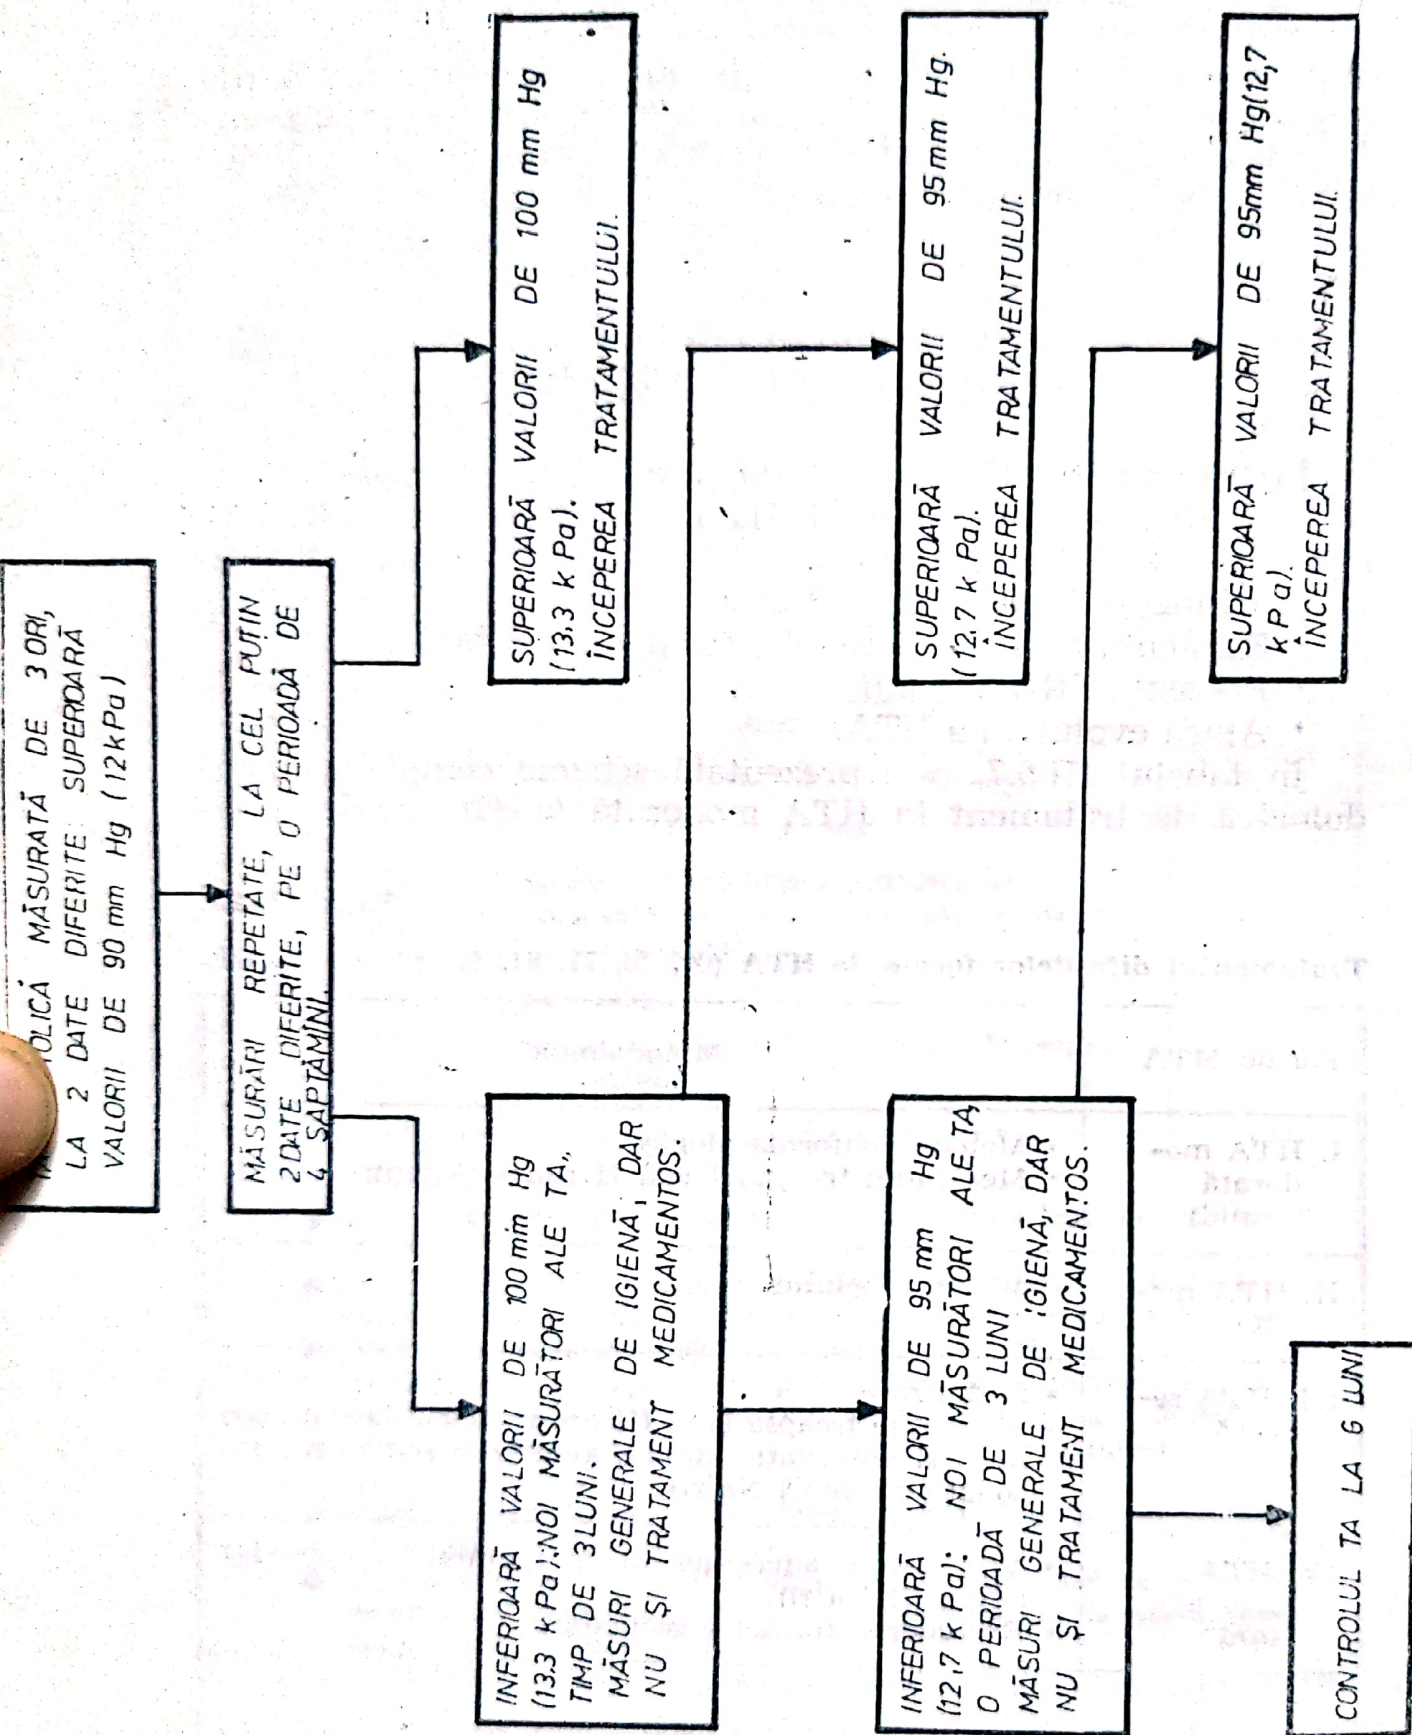 TOLICĂ MĂSURATĂ DE 3 ORI,
LA 2 DATE DIFERITE: SUPERIOARĂ
VALORII DE 90 mm Hg (12 kPa)
MĂSURĂRI REPETATE, LA CEL PUȚIN
2 DATE DIFERITE, PE O PERIOADĂ DE
4 SAPTĂMÎNI.
INFERIOARĂ VALORII DE 100 mm Hg
(13.3 kPa); NOI MĂSURĂTORI ALE TA,
TIMP DE 3 LUNI.
MĂSURI GENERALE DE IGIENĂ, DAR
NU ȘI TRATAMENT MEDICAMENTOS.
SUPERIOARĂ VALORII DE 100 mm Hg
(13,3 k Pa).
ÎNCEPEREA TRATAMENTULUI.
INFERIOARĂ VALORII DE 95 mm Hg
(12,7 k Pa): NOI MĂSURĂTORI ALE TA,
O PERIOADĂ DE 3 LUNI
MĂSURI GENERALE DE IGIENĂ, DAR
NU ȘI TRATAMENT MEDICAMENTOS.
SUPERIOARĂ VALORII DE 95 mm Hg.
(12,7 k Pa).
ÎNCEPEREA TRATAMENTULUI.
CONTROLUL TA LA 6 LUNI
SUPERIOARĂ VALORII DE 95mm Hg(12,7
kPa).
ÎNCEPEREA TRATAMENTULUI.